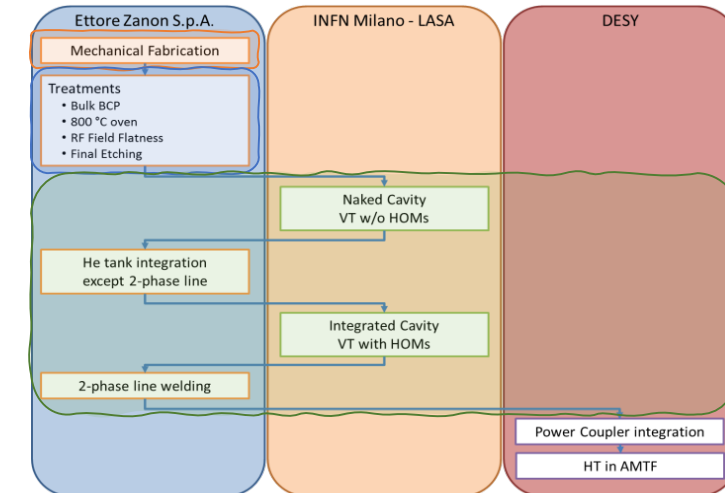 Ettore Zanon S.p.A.
INFN Milano - LASA
DESY
Mechanical Fabrication
Treatments
• Bulk BCP
• 800 °C oven
• RF Field Flatness
• Final Etching
Naked Cavity
VT w/o HOMs
He tank integration
except 2-phase line
Integrated Cavity
VT with HOMs
2-phase line welding
Power Coupler integration
HT in AMTF